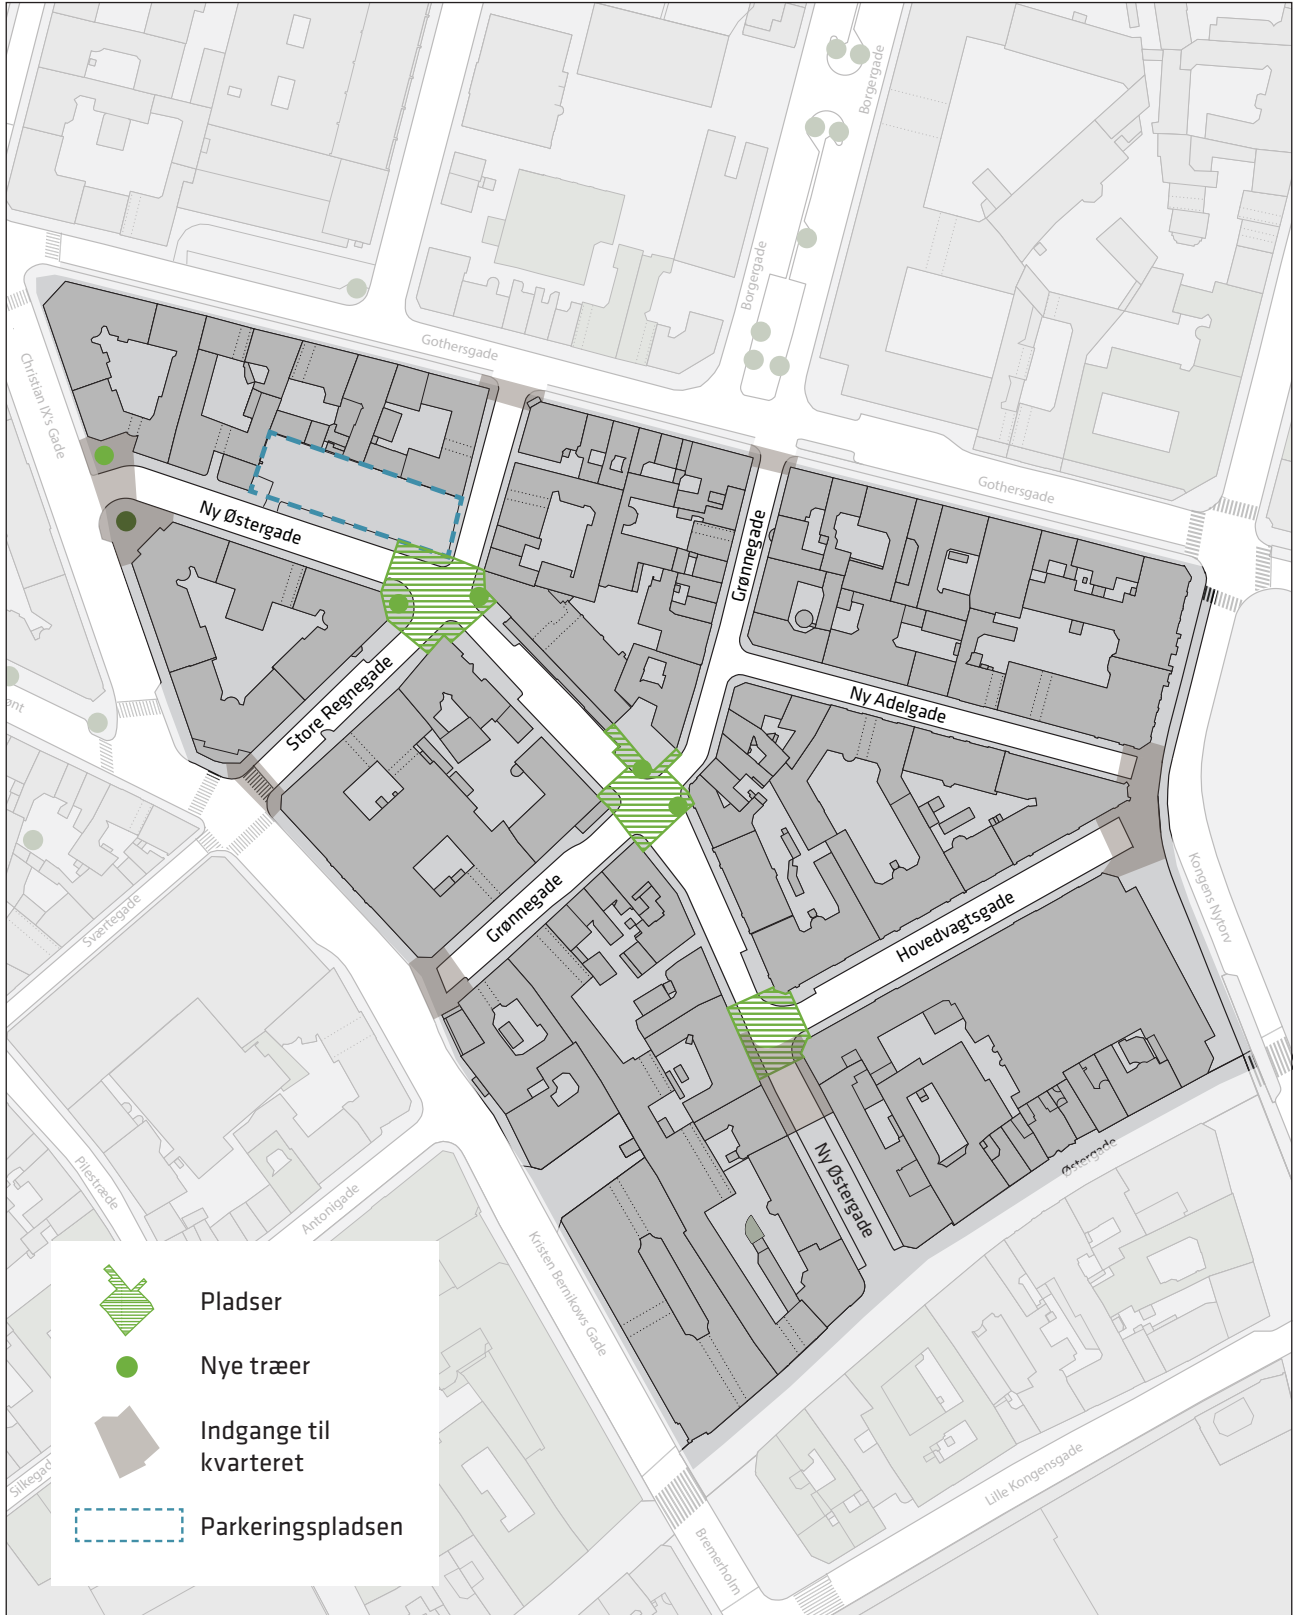 Borgergade
Borgergade
Gothersgade
Christian IX's Gade
Gothersgade
Ny Østergade
Grønnegade
Store Regnegade
Ny Adelgade
Kongens Nytorv
Hovedvagtsgade
Grønnegade
Sværtegade
Pilestræde
Antonigade
Ny Østergade
Østergade
Kristen Bernikows Gade
Silkegad
Lille Kongensgade
Bremerholm
Pladser
Nye træer
Indgange til
kvarteret
Parkeringspladsen